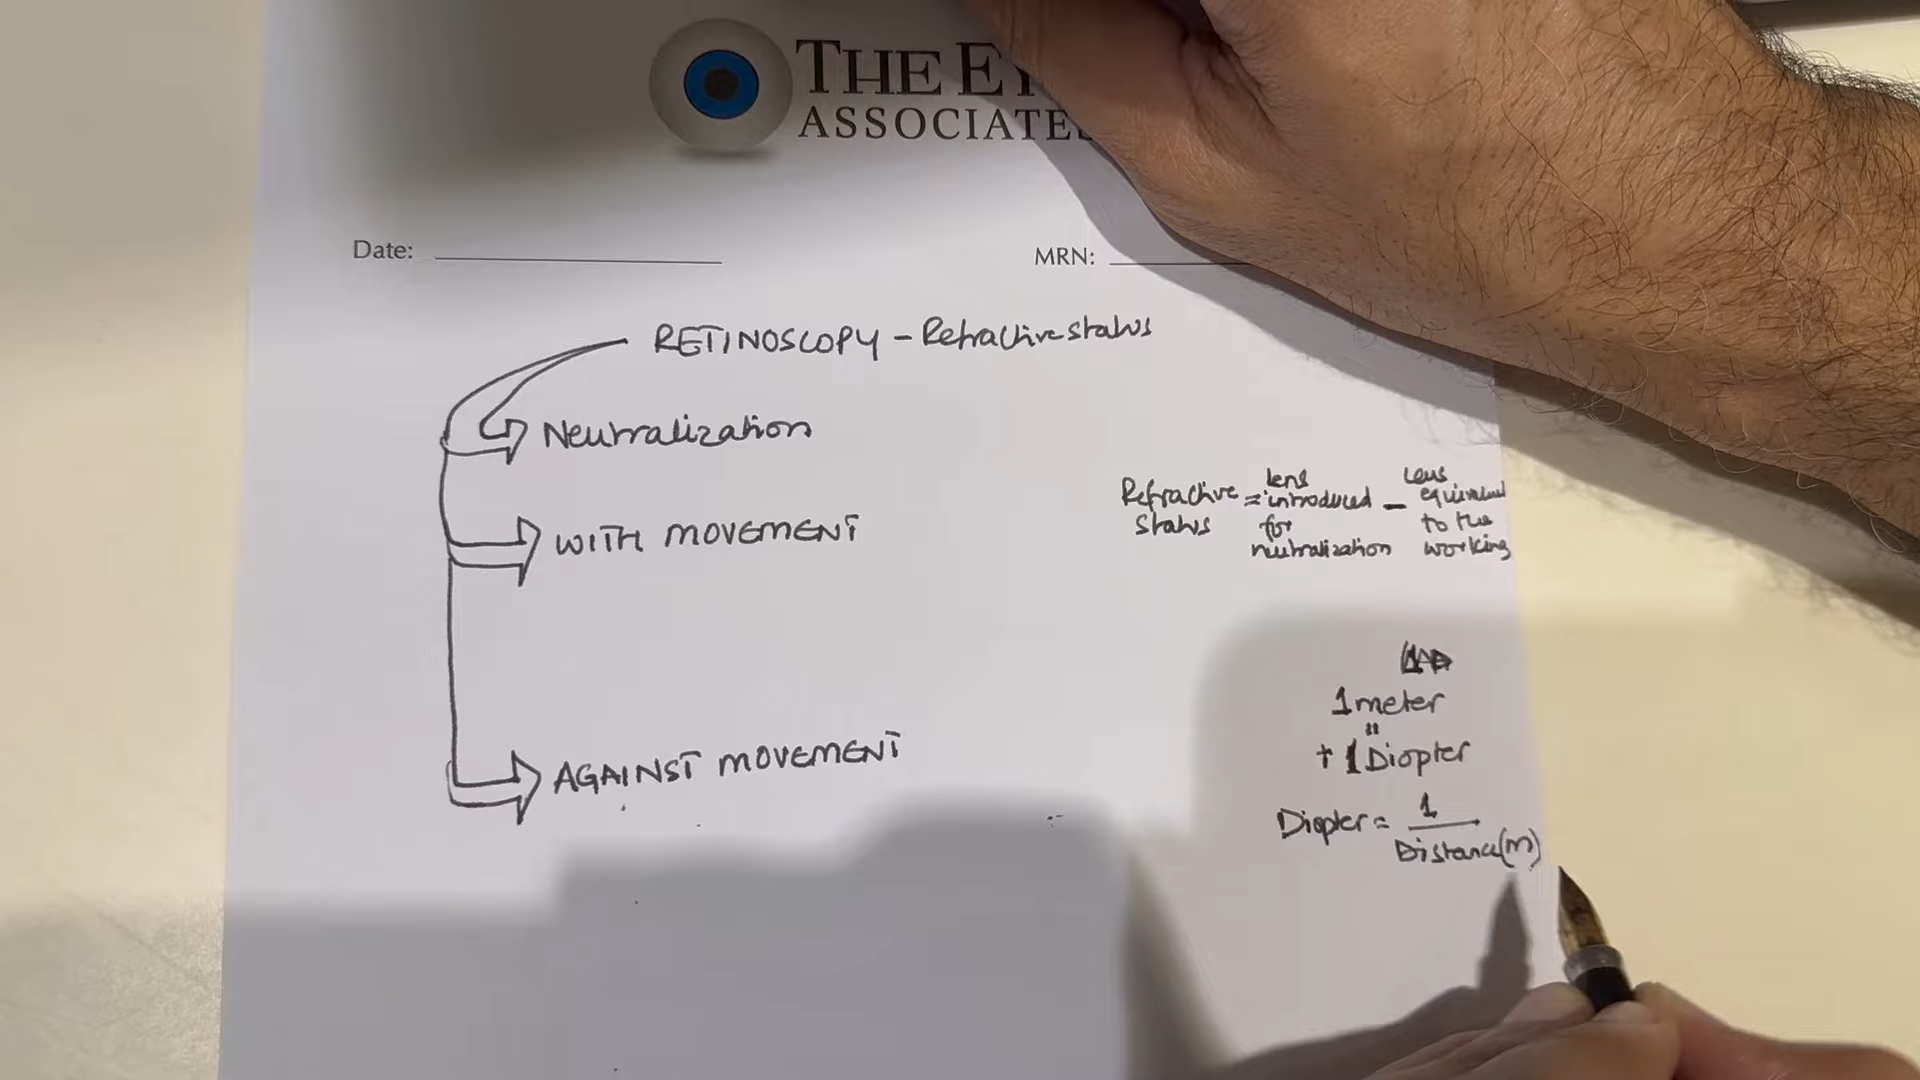 THE EY
ASSOCIATES
Date:
MRN:
RETINOSCOPY - Refractive status
Neutralization
WITH MOVEMENT
Refractive status = lens introduced for neutralization - Lens equivalent to the working
AGAINST MOVEMENT
1 meter
"
+ 1 Diopter
Diopter = 1
Distance(m)